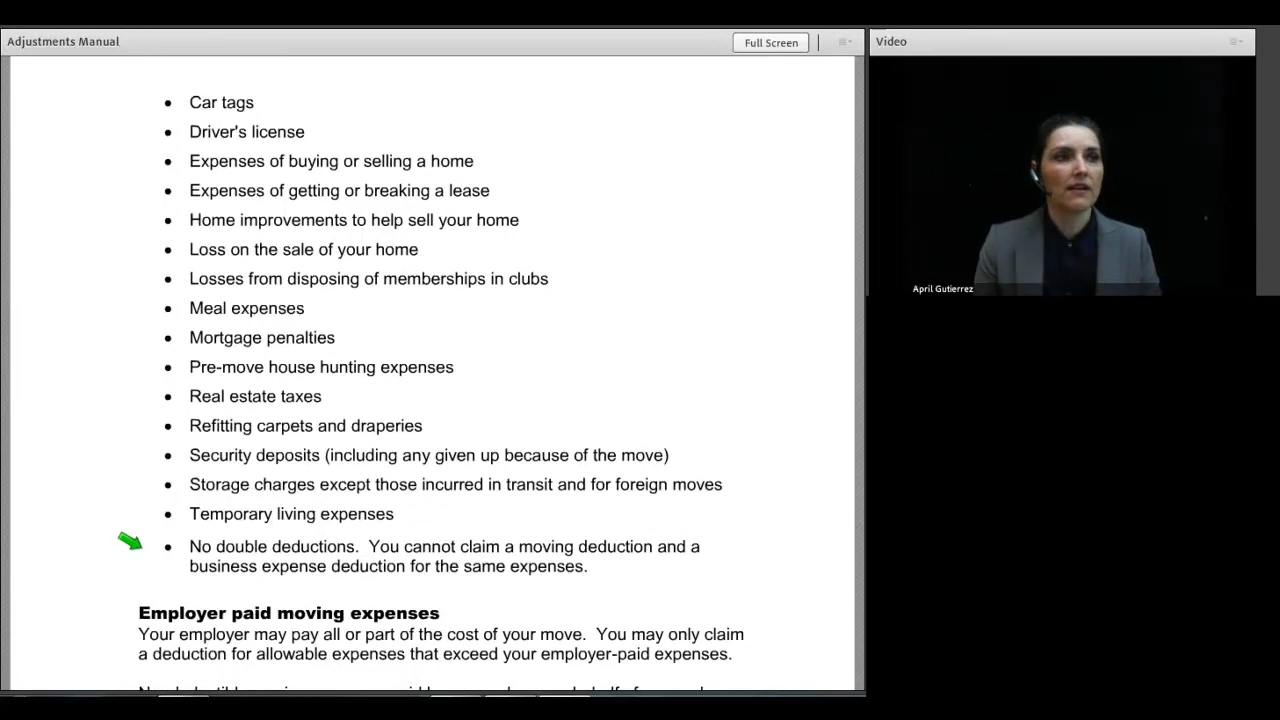 Adjustments Manual
Full Screen
Video
• Car tags
• Driver's license
• Expenses of buying or selling a home
• Expenses of getting or breaking a lease
• Home improvements to help sell your home
• Loss on the sale of your home
• Losses from disposing of memberships in clubs
• Meal expenses
• Mortgage penalties
• Pre-move house hunting expenses
• Real estate taxes
• Refitting carpets and draperies
• Security deposits (including any given up because of the move)
• Storage charges except those incurred in transit and for foreign moves
• Temporary living expenses
• No double deductions.  You cannot claim a moving deduction and a
business expense deduction for the same expenses.
Employer paid moving expenses
Your employer may pay all or part of the cost of your move.  You may only claim
a deduction for allowable expenses that exceed your employer-paid expenses.
April Gutierrez